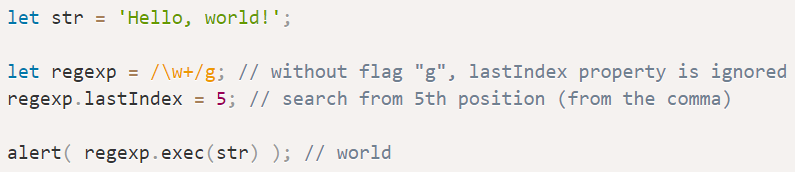 let str = 'Hello, world!';
let regexp = /\w+/g; // without flag "g", lastIndex property is ignored
regexp.lastIndex = 5; // search from 5th position (from the comma)
alert( regexp.exec(str) ); // world